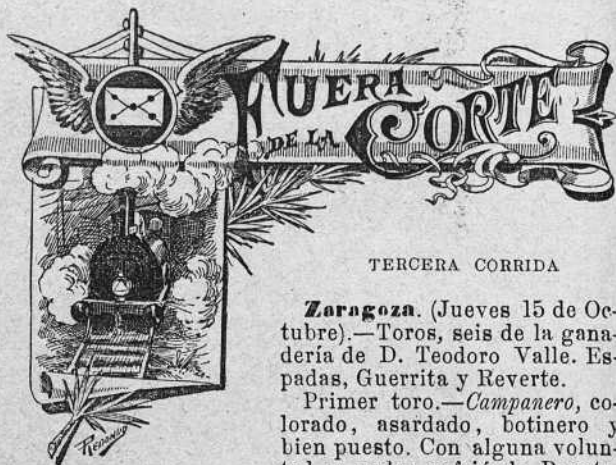 FUERA
DE LA CORTE
TERCERA CORRIDA
Zaragoza. (Jueves 15 de Oc-
tubre).—Toros, seis de la gana-
dería de D. Teodoro Valle. Es-
padas, Guerrita y Reverte.
Primer toro.—Campanero, co-
lorado, asardado, botinero y
bien puesto. Con alguna volun-
REDONDO